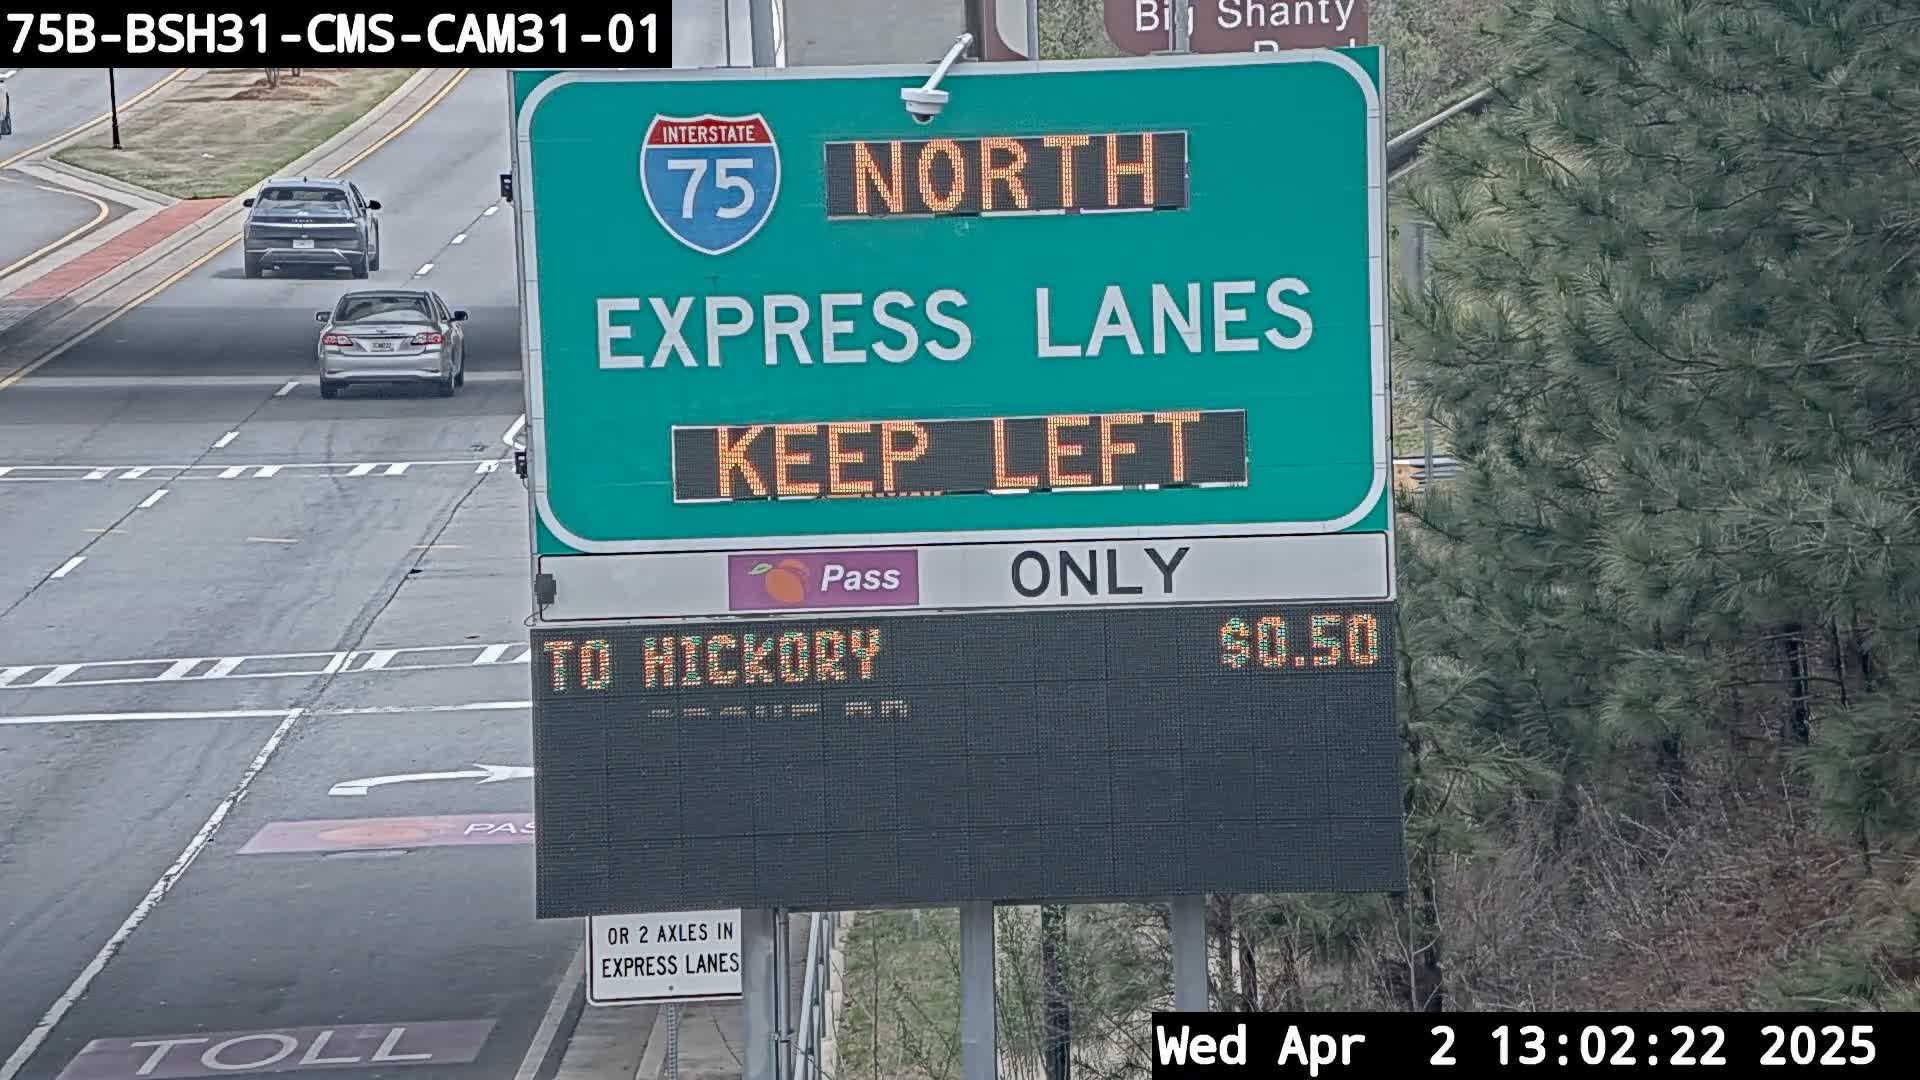 75B-BSH31-CMS-CAM31-01
Big Shanty
INTERSTATE
75
NORTH
EXPRESS LANES
KEEP LEFT
Pass ONLY
TO HICKORY $0.50
OR 2 AXLES IN
EXPRESS LANES
TOLL
Wed Apr 2 13:02:22 2025